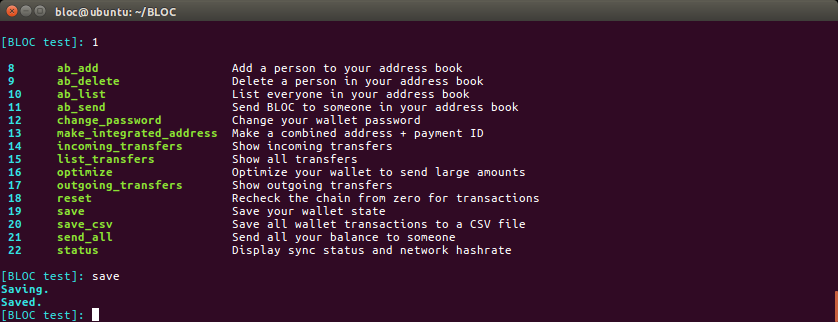 bloc@ubuntu: ~/BLOC
[BLOC test]: 1
8 ab_add Add a person to your address book
9 ab_delete Delete a person in your address book
10 ab_list List everyone in your address book
11 ab_send Send BLOC to someone in your address book
12 change_password Change your wallet password
13 make_integrated_address Make a combined address + payment ID
14 incoming_transfers Show incoming transfers
15 list_transfers Show all transfers
16 optimize Optimize your wallet to send large amounts
17 outgoing_transfers Show outgoing transfers
18 reset Recheck the chain from zero for transactions
19 save Save your wallet state
20 save_csv Save all wallet transactions to a CSV file
21 send_all Send all your balance to someone
22 status Display sync status and network hashrate
[BLOC test]: save
Saving.
Saved.
[BLOC test]: